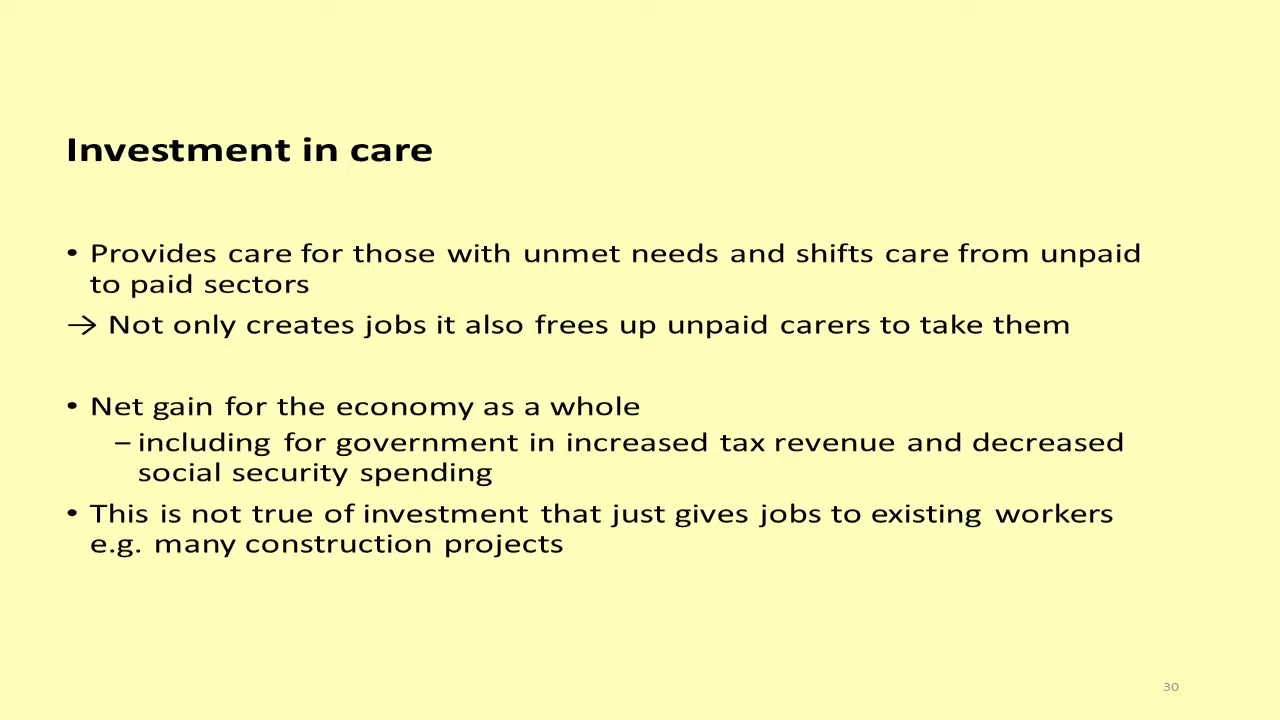 Investment in care
• Provides care for those with unmet needs and shifts care from unpaid
to paid sectors
→ Not only creates jobs it also frees up unpaid carers to take them
• Net gain for the economy as a whole
– including for government in increased tax revenue and decreased
social security spending
• This is not true of investment that just gives jobs to existing workers
e.g. many construction projects
30